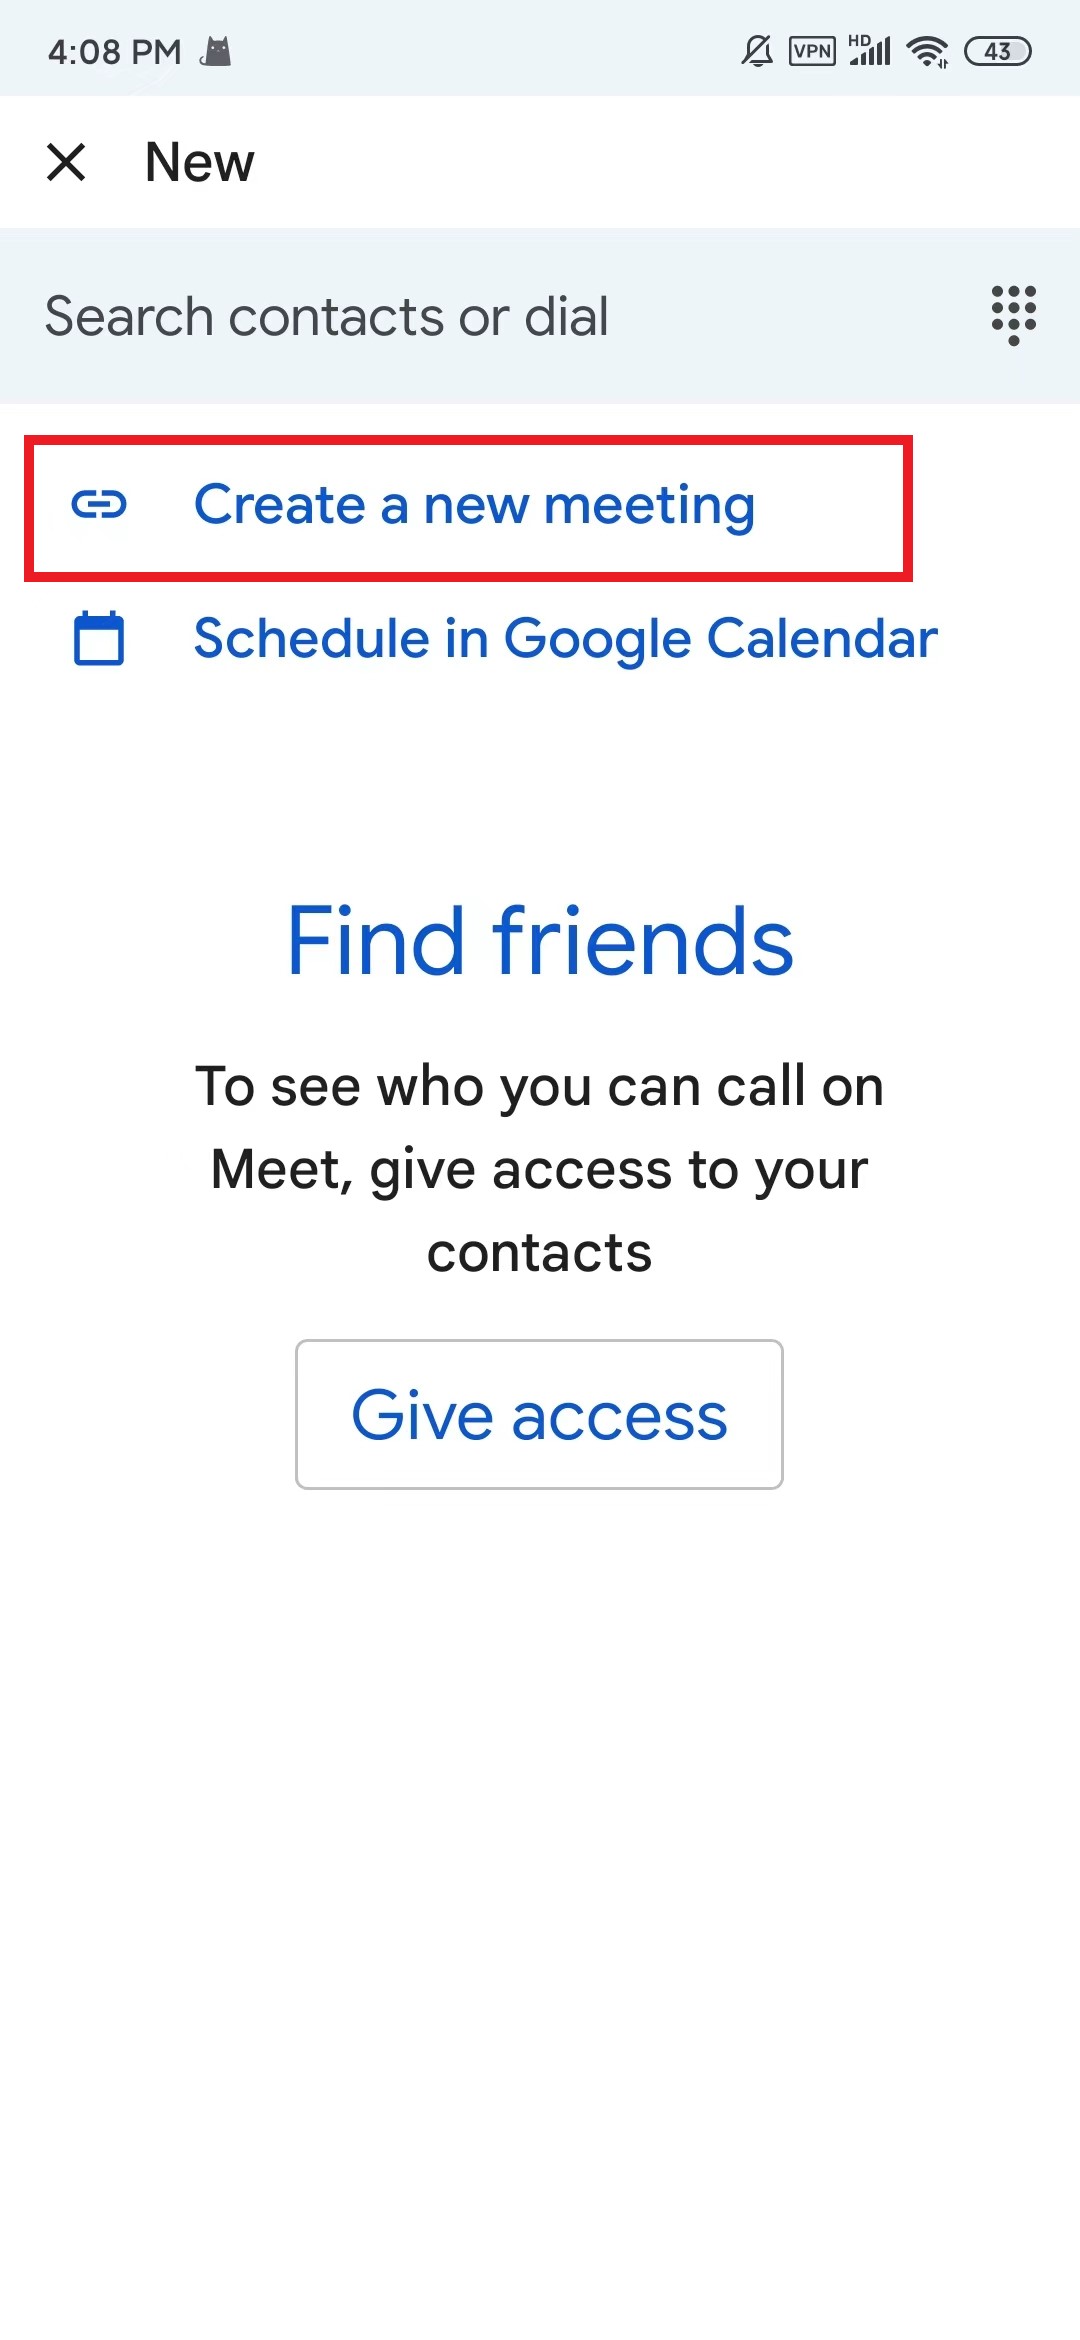 4:08 PM
VPN HD 43
New
Search contacts or dial
Create a new meeting
Schedule in Google Calendar
Find friends
To see who you can call on
Meet, give access to your
contacts
Give access